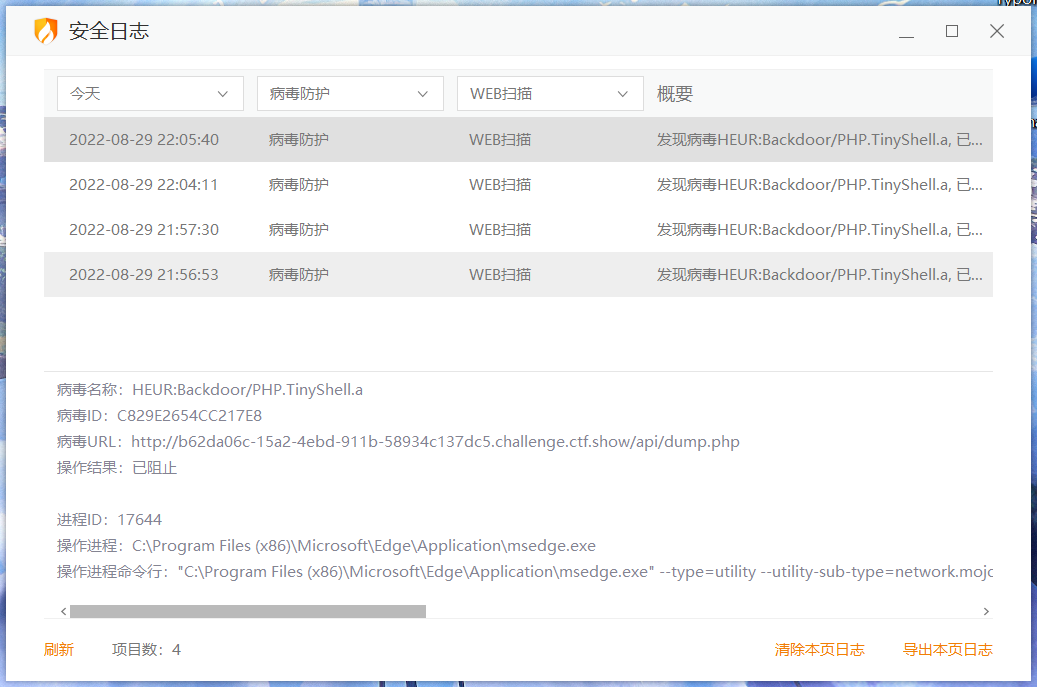 安全日志
今天 病毒防护 WEB扫描 概要
2022-08-29 22:05:40 病毒防护 WEB扫描 发现病毒HEUR:Backdoor/PHP.TinyShell.a, 已...
2022-08-29 22:04:11 病毒防护 WEB扫描 发现病毒HEUR:Backdoor/PHP.TinyShell.a, 已...
2022-08-29 21:57:30 病毒防护 WEB扫描 发现病毒HEUR:Backdoor/PHP.TinyShell.a, 已...
2022-08-29 21:56:53 病毒防护 WEB扫描 发现病毒HEUR:Backdoor/PHP.TinyShell.a, 已...
病毒名称：HEUR:Backdoor/PHP.TinyShell.a
病毒ID：C829E2654CC217E8
病毒URL：http://b62da06c-15a2-4ebd-911b-58934c137dc5.challenge.ctf.show/api/dump.php
操作结果：已阻止
进程ID：17644
操作进程：C:\Program Files (x86)\Microsoft\Edge\Application\msedge.exe
操作进程命令行："C:\Program Files (x86)\Microsoft\Edge\Application\msedge.exe" --type=utility --utility-sub-type=network.mojo
刷新 项目数：4 清除本页日志 导出本页日志